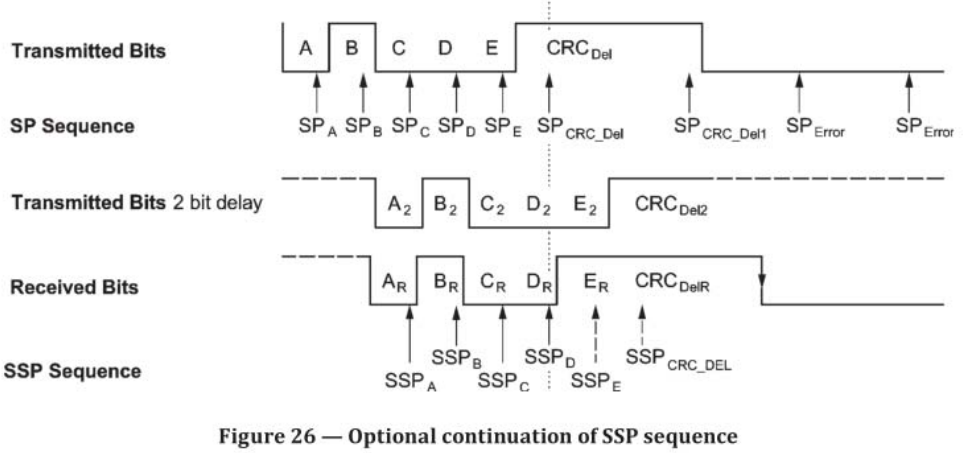 Transmitted Bits A B C D E CRC_Del
SP Sequence SP_A SP_B SP_C SP_D SP_E SP_CRC_Del SP_CRC_Del1 SP_Error SP_Error
Transmitted Bits 2 bit delay A_2 B_2 C_2 D_2 E_2 CRC_Del2
Received Bits A_R B_R C_R D_R E_R CRC_DelR
SSP Sequence SSP_A SSP_B SSP_C SSP_D SSP_E SSP_CRC_DEL
Figure 26 — Optional continuation of SSP sequence